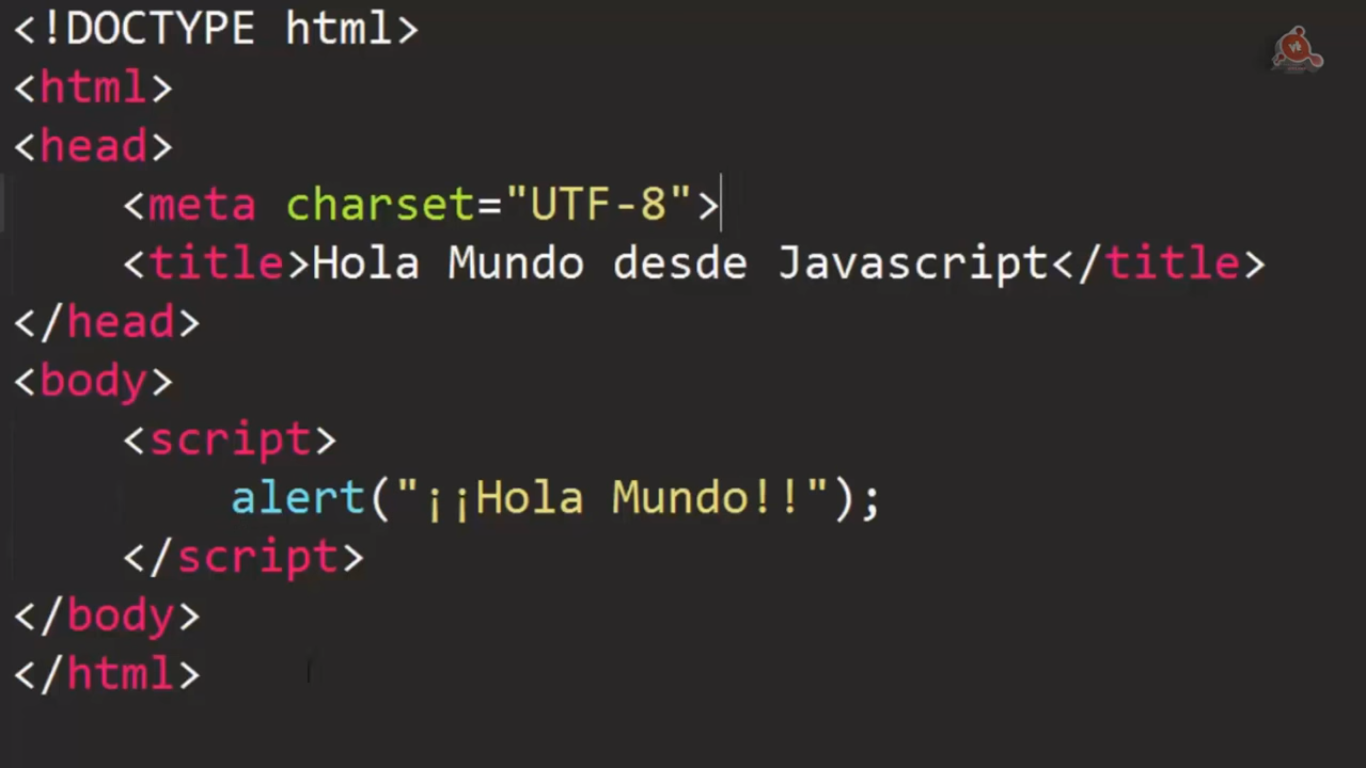 <!DOCTYPE html>
<html>
<head>
    <meta charset="UTF-8">
    <title>Hola Mundo desde Javascript</title>
</head>
<body>
    <script>
        alert("¡¡Hola Mundo!!");
    </script>
</body>
</html>